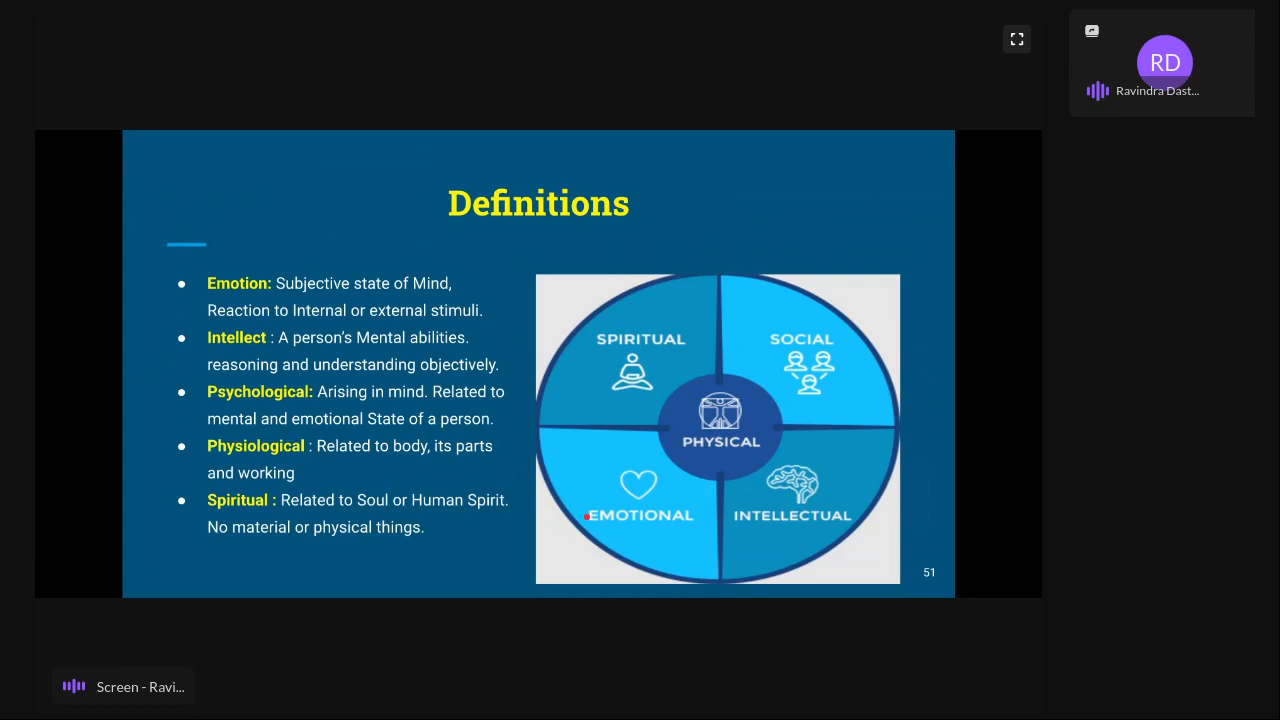 RD
Ravindra Dast...
Definitions
● Emotion: Subjective state of Mind,
Reaction to Internal or external stimuli.
● Intellect : A person's Mental abilities.
reasoning and understanding objectively.
● Psychological: Arising in mind. Related to
mental and emotional State of a person.
● Physiological : Related to body, its parts
and working
● Spiritual : Related to Soul or Human Spirit.
No material or physical things.
SPIRITUAL
SOCIAL
PHYSICAL
EMOTIONAL
INTELLECTUAL
51
Screen - Ravi...